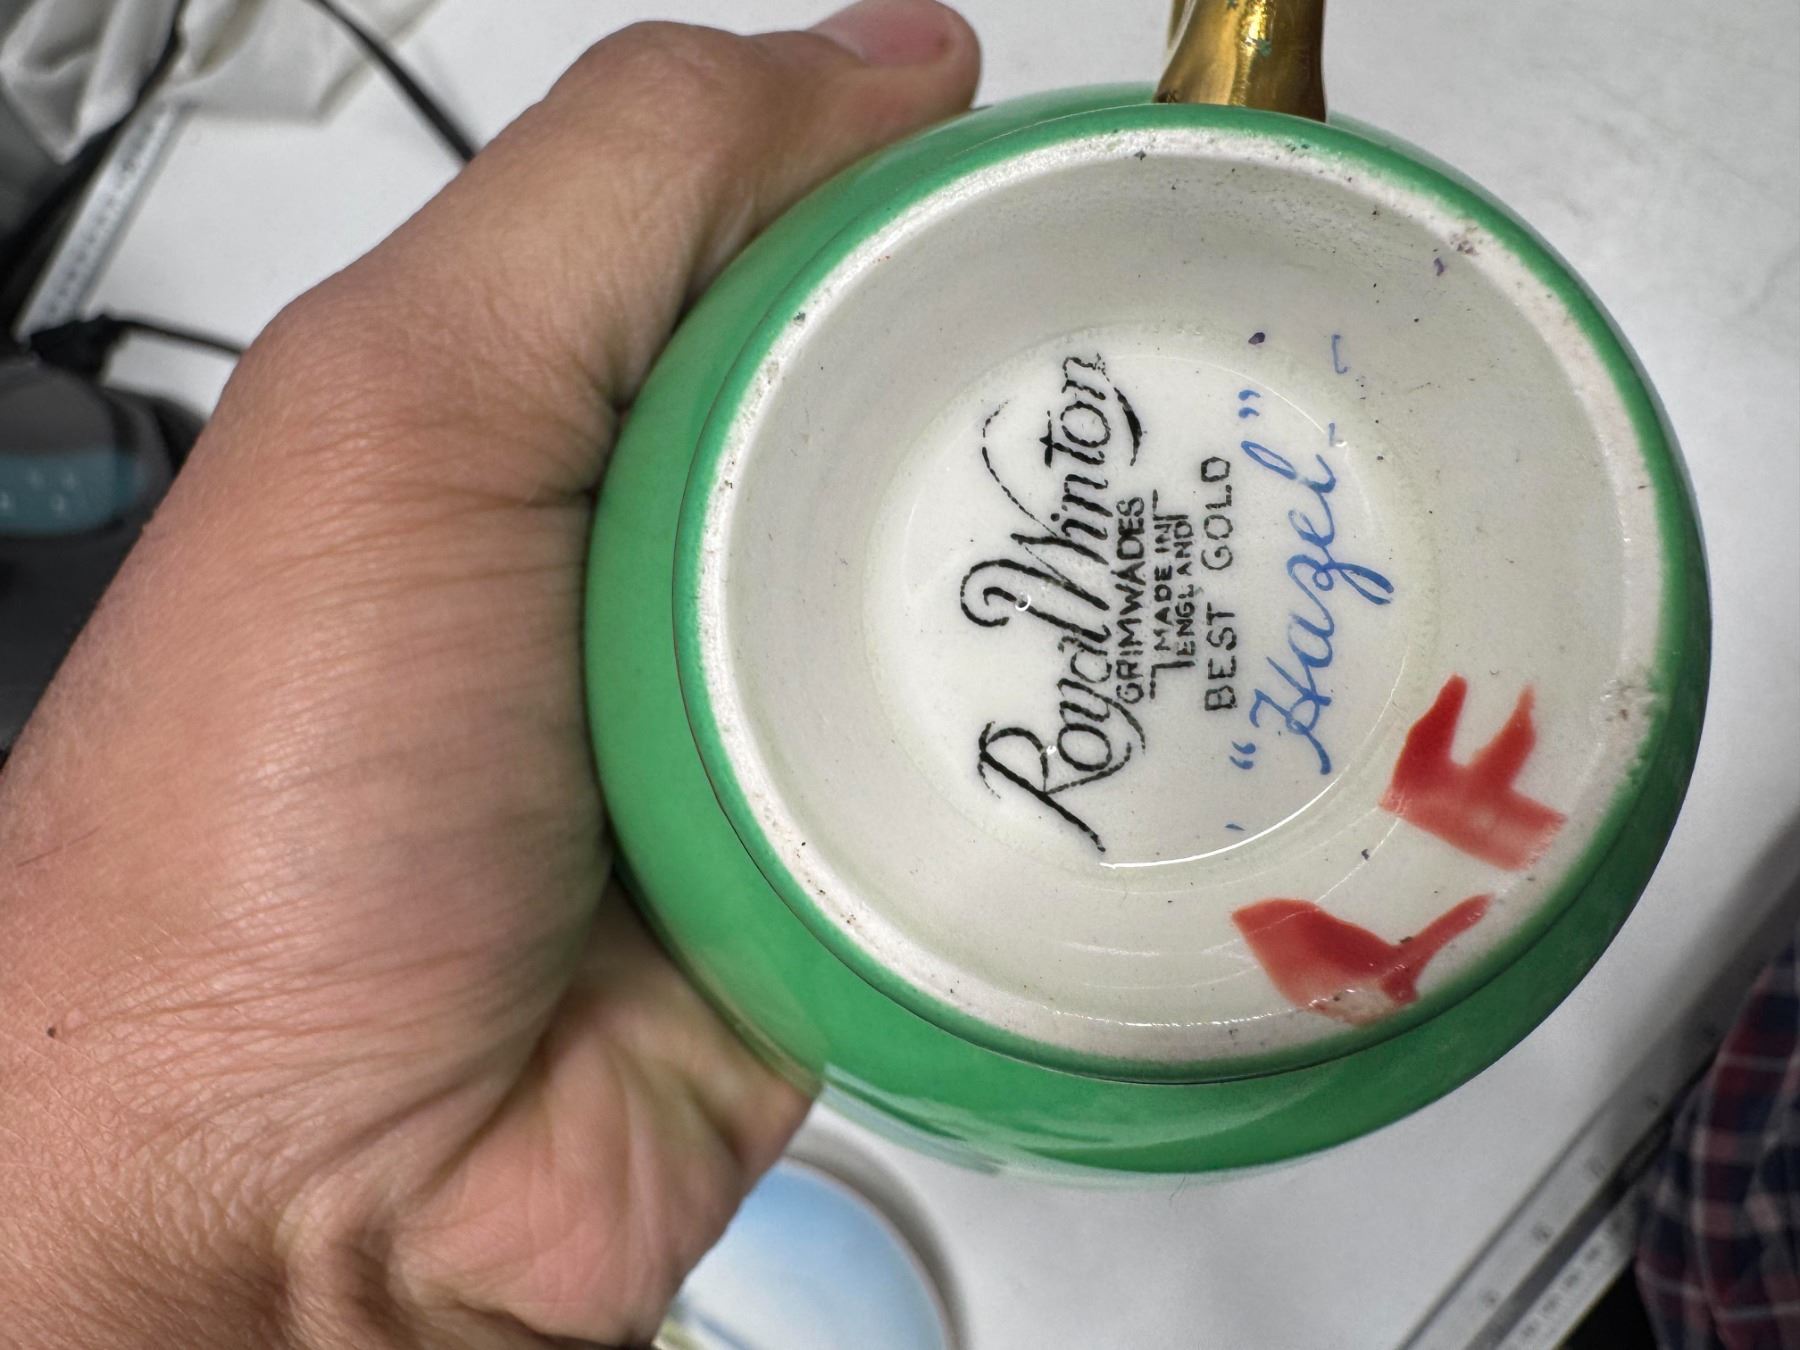 Royal Winton
GRIMWADES
MADE IN
ENGLAND
BEST GOLD
"Hazel"